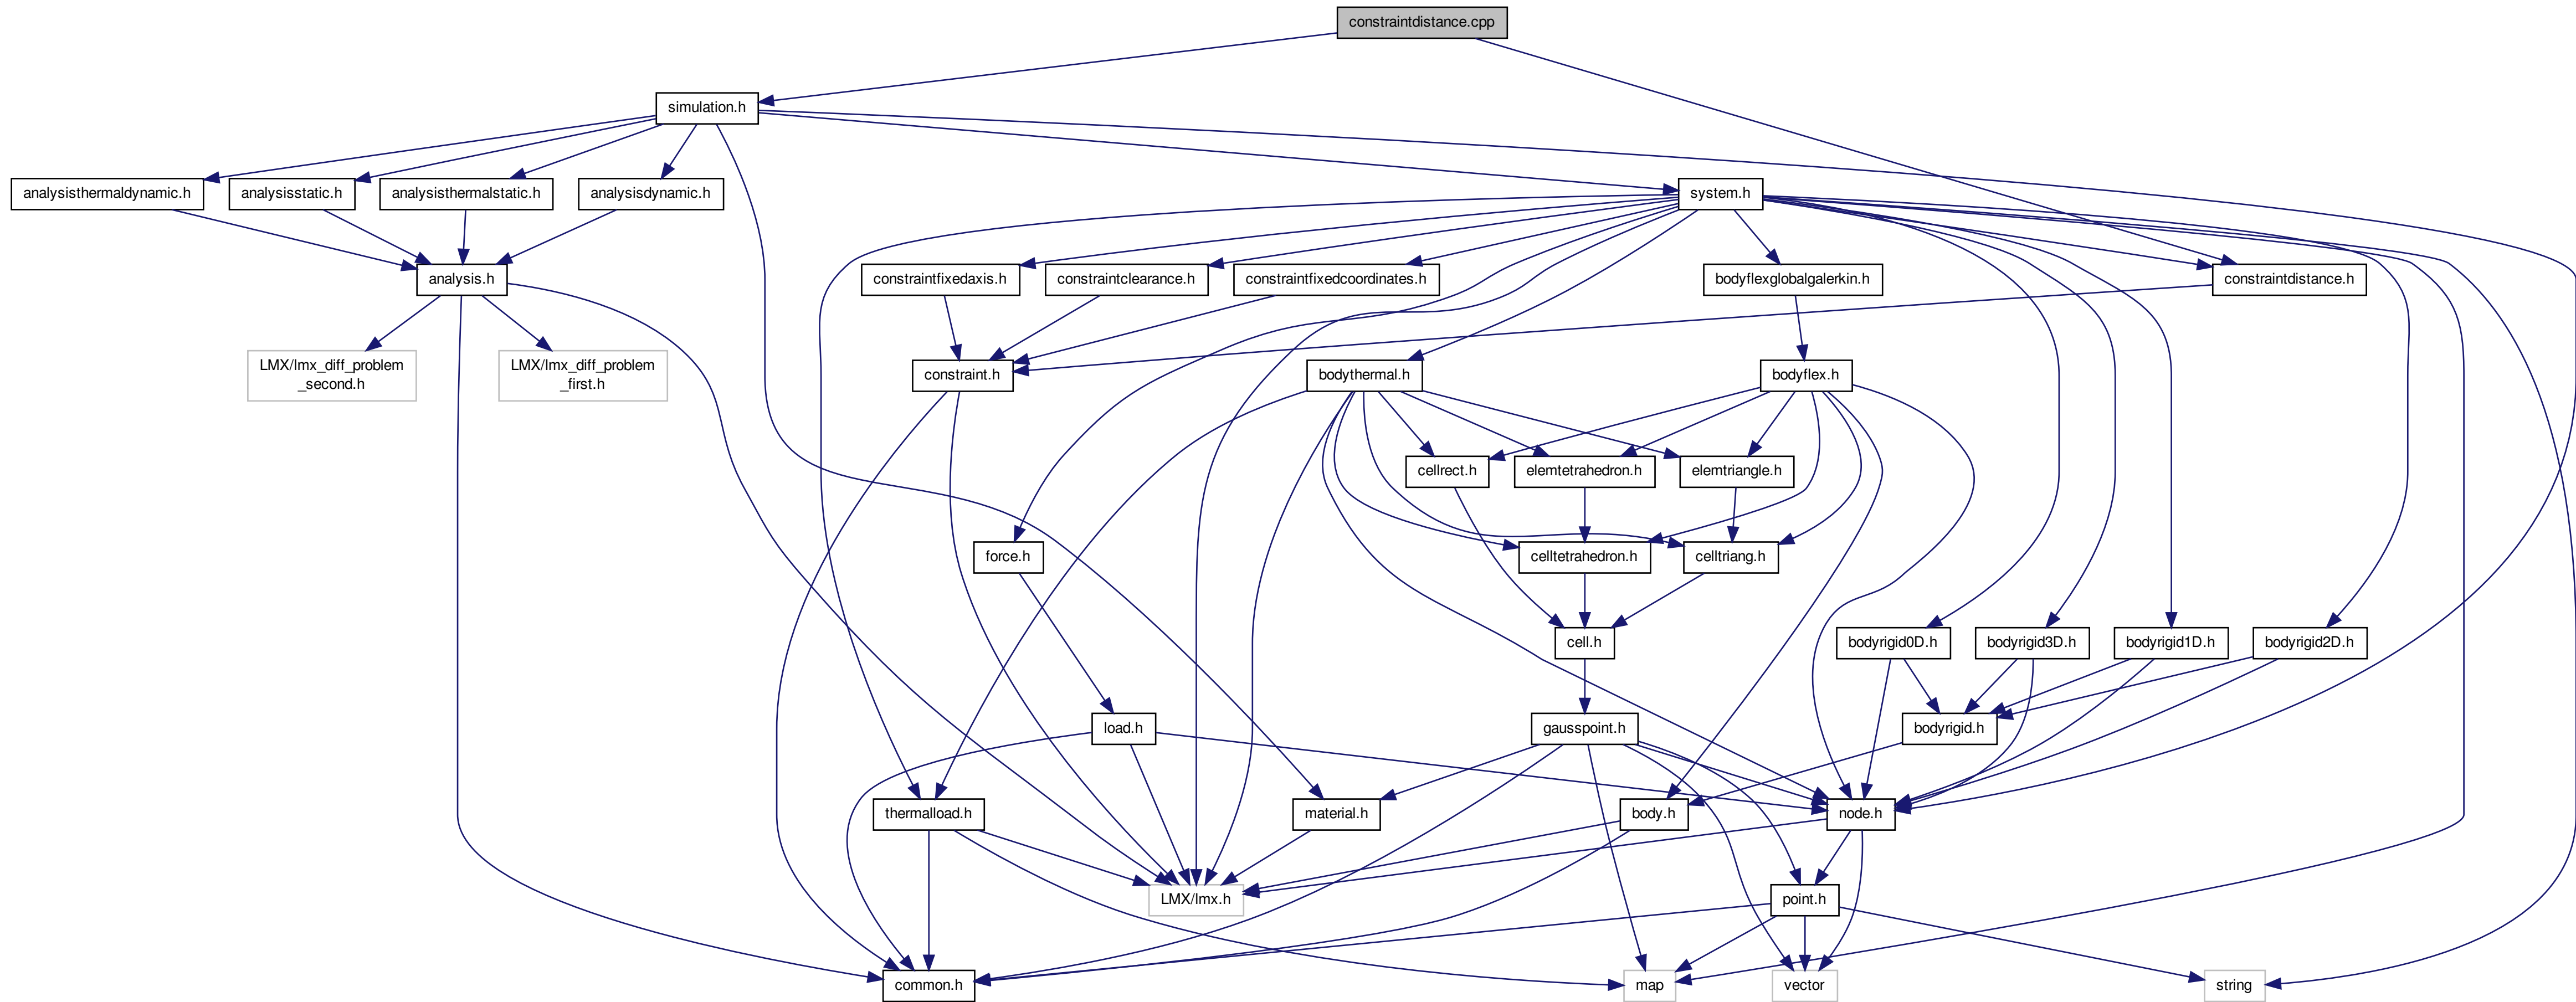 constraintdistance.cpp
simulation.h
analysisthermaldynamic.h
analysisstatic.h
analysisthermalstatic.h
analysisdynamic.h
system.h
analysis.h
constraintfixedaxis.h
constraintclearance.h
constraintfixedcoordinates.h
bodyflexglobalgalerkin.h
constraintdistance.h
LMX/lmx_diff_problem
_second.h
LMX/lmx_diff_problem
_first.h
constraint.h
bodythermal.h
bodyflex.h
cellrect.h
elemtetrahedron.h
elemtriangle.h
force.h
celltetrahedron.h
celltriang.h
cell.h
bodyrigid0D.h
bodyrigid3D.h
bodyrigid1D.h
bodyrigid2D.h
load.h
gausspoint.h
bodyrigid.h
thermalload.h
material.h
body.h
node.h
LMX/lmx.h
point.h
common.h
map
vector
string